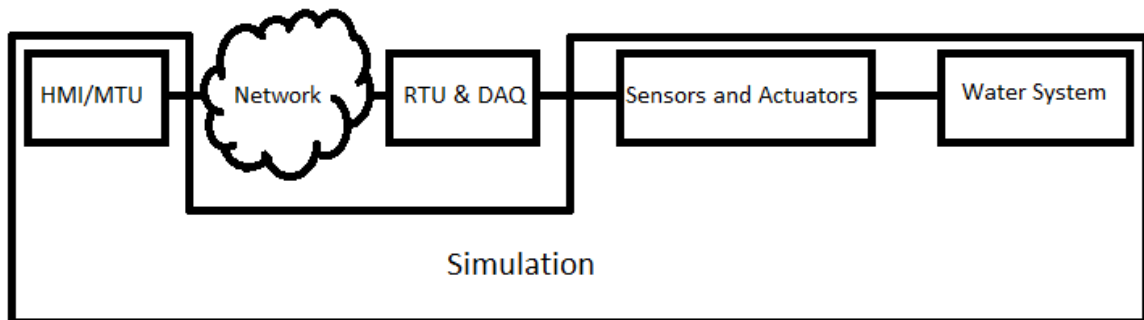 HMI/MTU
Network
RTU & DAQ
Sensors and Actuators
Water System
Simulation